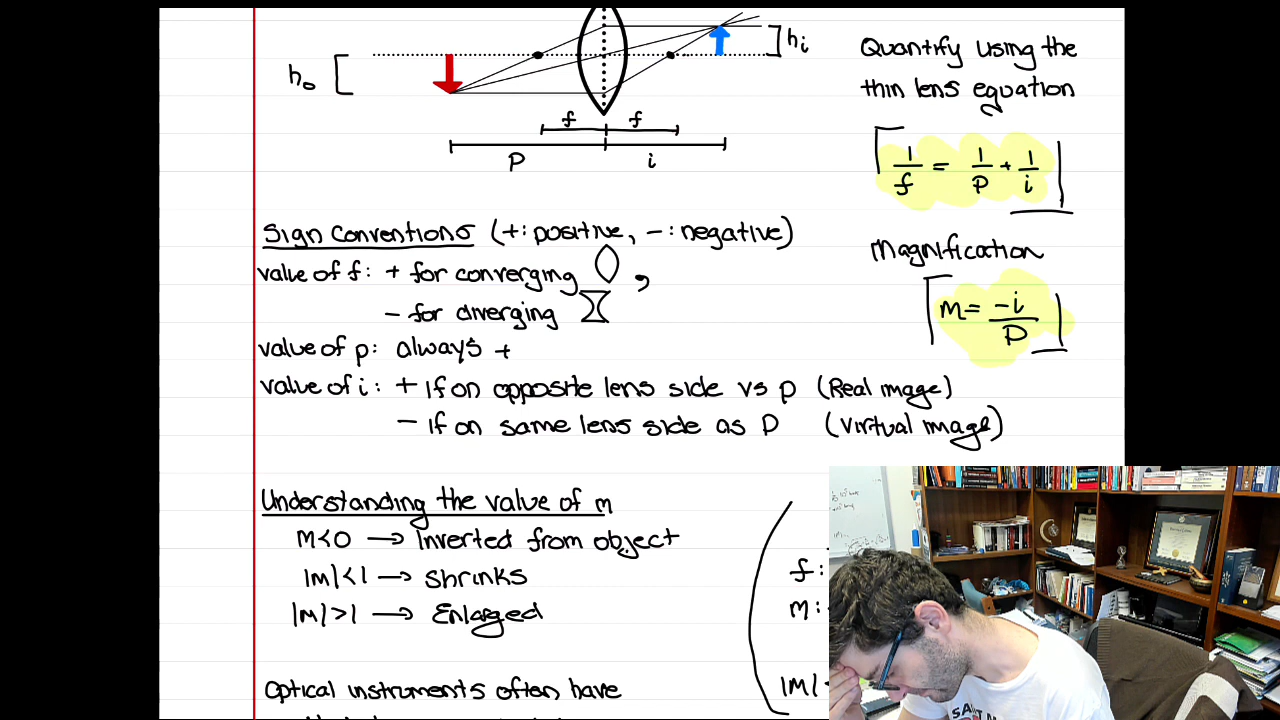 hi
ho
f f
P i
Quantify using the
thin lens equation
1/f = 1/P + 1/i
Magnification
m = -i/P
Sign Conventions (+: positive, -: negative)
value of f: + for converging ,
- for diverging
value of p: always +
value of i: + if on opposite lens side vs p (Real image)
- if on same lens side as P (virtual image)
Understanding the value of m
m<0 → Inverted from object
|m|<1 → Shrinks
|m|>1 → Enlarged
f:
m:
|m|
Optical instruments often have